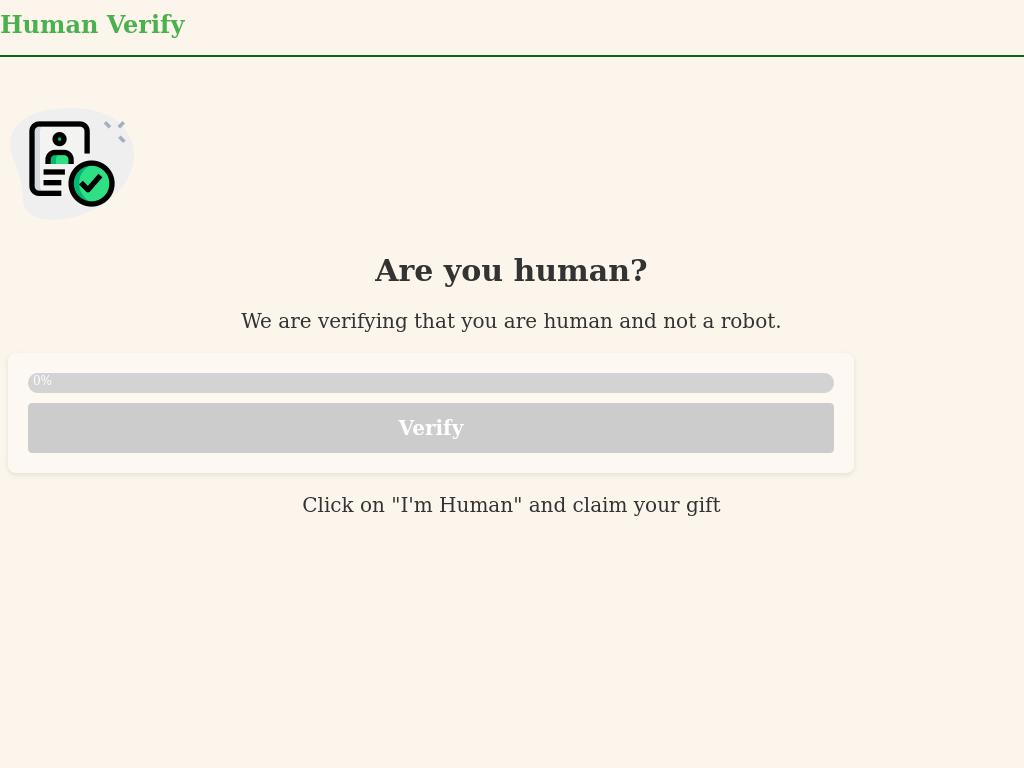 Human Verify
Are you human?
We are verifying that you are human and not a robot.
0%
Verify
Click on "I'm Human" and claim your gift